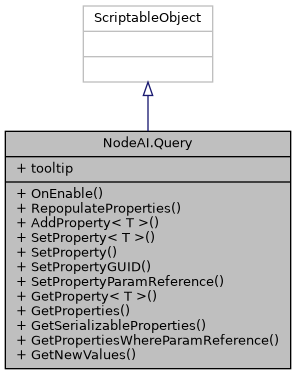 ScriptableObject
NodeAI.Query
+ tooltip
+ OnEnable()
+ RepopulateProperties()
+ AddProperty< T >()
+ SetProperty< T >()
+ SetProperty()
+ SetPropertyGUID()
+ SetPropertyParamReference()
+ GetProperty< T >()
+ GetProperties()
+ GetSerializableProperties()
+ GetPropertiesWhereParamReference()
+ GetNewValues()